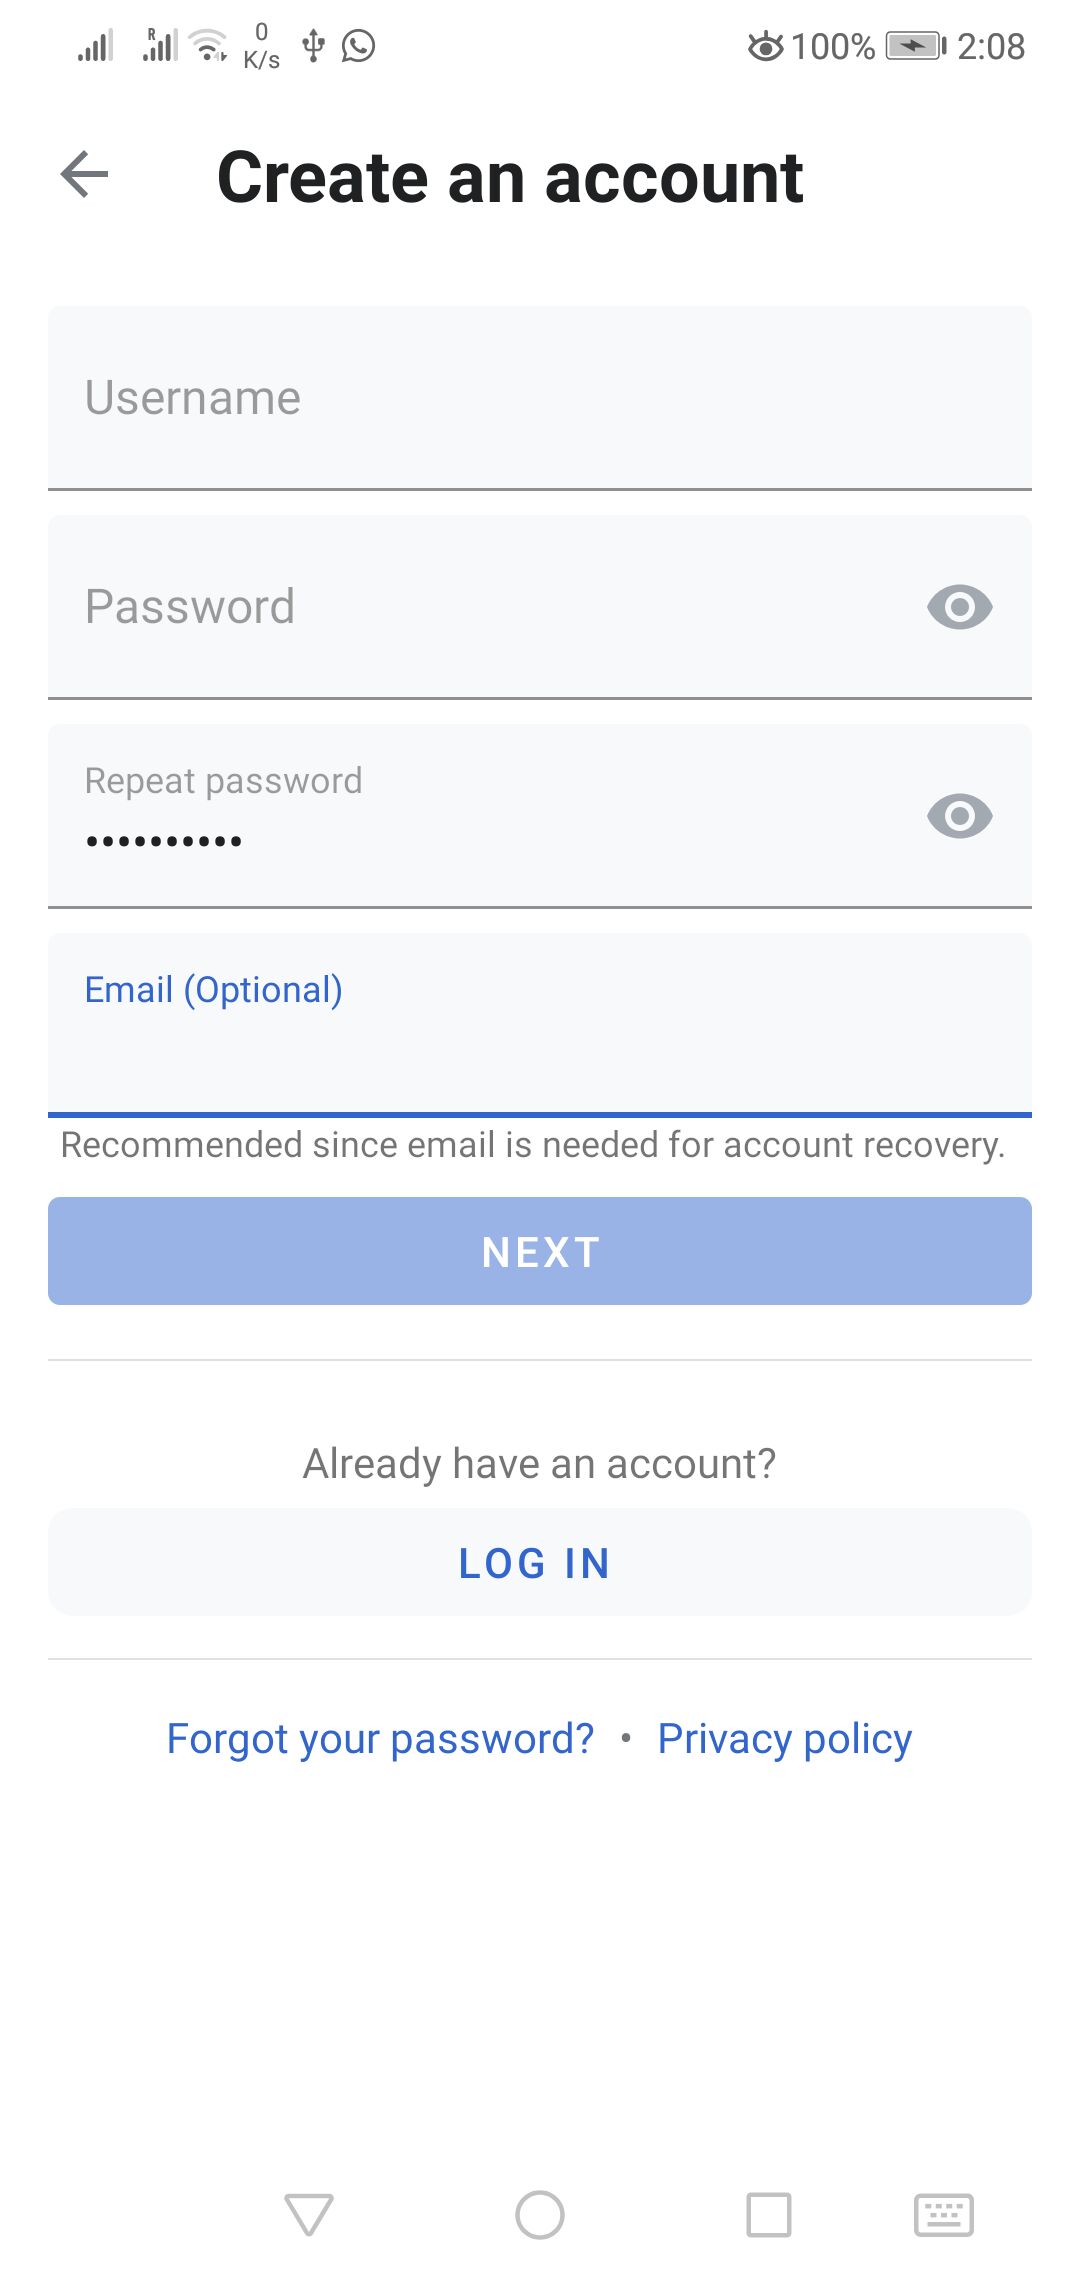 R
0
K/s
100%
2:08
Create an account
Username
Password
Repeat password
••••••••••
Email (Optional)
Recommended since email is needed for account recovery.
NEXT
Already have an account?
LOG IN
Forgot your password? • Privacy policy